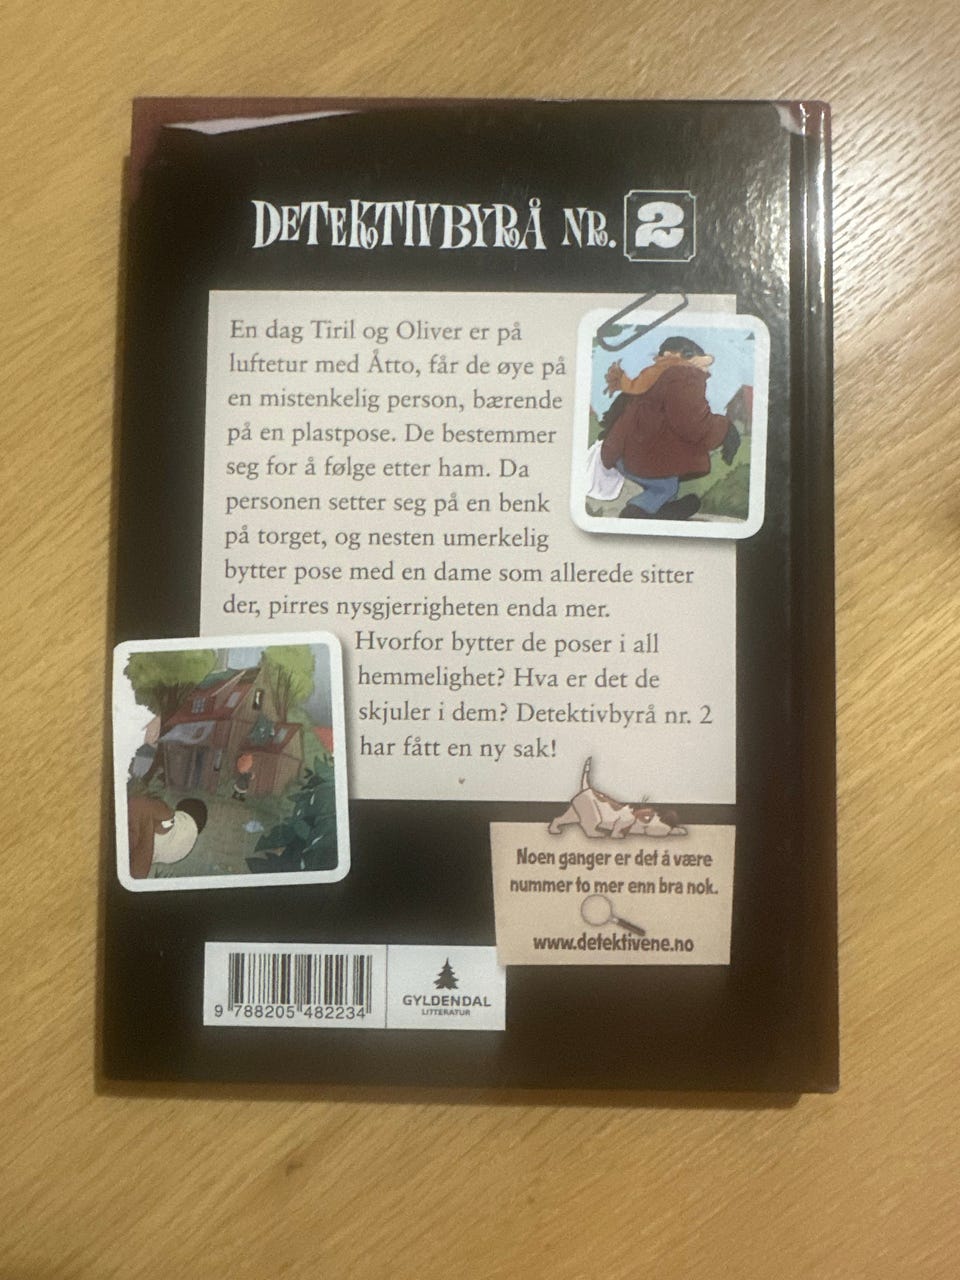 DETEKTIVBYRÅ NR. 2
En dag Tiril og Oliver er på
luftetur med Åtto, får de øye på
en mistenkelig person, bærende
på en plastpose. De bestemmer
seg for å følge etter ham. Da
personen setter seg på en benk
på torget, og nesten umerkelig
bytter pose med en dame som allerede sitter
der, pirres nysgjerrigheten enda mer.
Hvorfor bytter de poser i all
hemmelighet? Hva er det de
skjuler i dem? Detektivbyrå nr. 2
har fått en ny sak!
Noen ganger er det å være
nummer to mer enn bra nok.
www.detektivene.no
9 788205 482234
GYLDENDAL
LITTERATUR